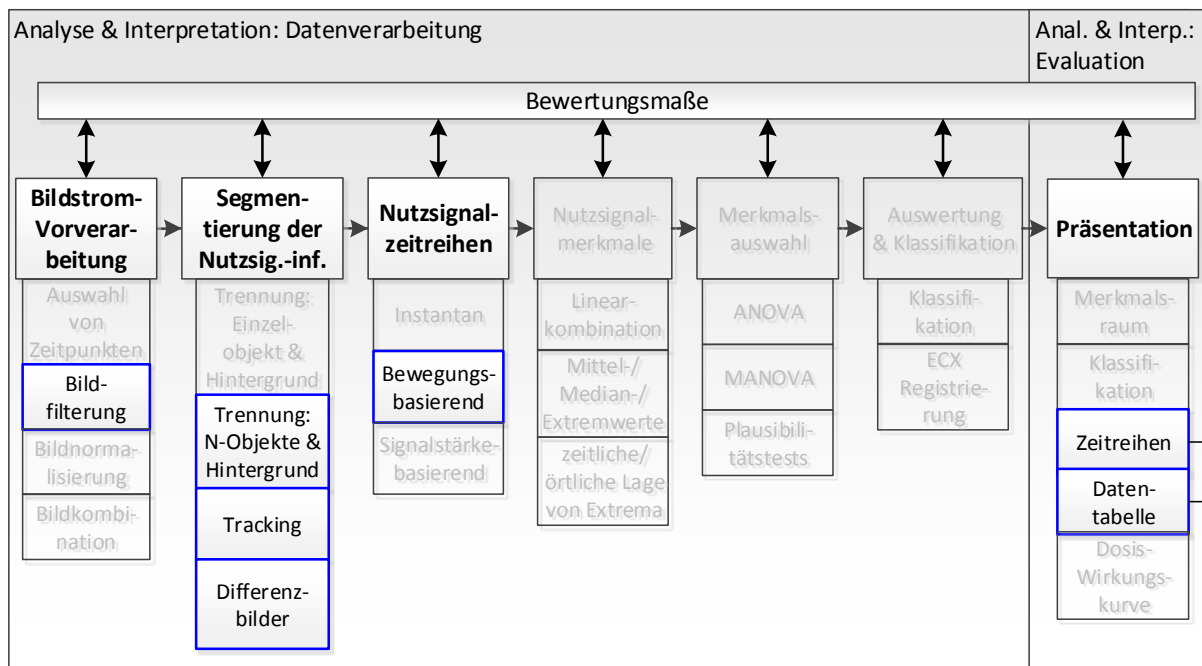 Analyse & Interpretation: Datenverarbeitung
Anal. & Interp.:
Evaluation
Bewertungsmaße
Bildstrom-
Vorverar-
beitung
Auswahl
von
Zeitpunkten
Bild-
filterung
Bildnorma-
lisierung
Bildkombi-
nation
Segmen-
tierung der
Nutzsig.-inf.
Trennung:
Einzel-
objekt &
Hintergrund
Trennung:
N-Objekte &
Hintergrund
Tracking
Differenz-
bilder
Nutzsignal-
zeitreihen
Instantan
Bewegungs-
basierend
Signalstärke-
basierend
Nutzsignal-
merkmale
Linear-
kombination
Mittel-/
Median-/
Extremwerte
zeitliche/
örtliche Lage
von Extrema
Merkmals-
auswahl
ANOVA
MANOVA
Plausibili-
tätstests
Auswertung
& Klassifikation
Klassifi-
kation
ECX
Registrie-
rung
Präsentation
Merkmals-
raum
Klassifi-
kation
Zeitreihen
Daten-
tabelle
Dosis-
Wirkungs-
kurve